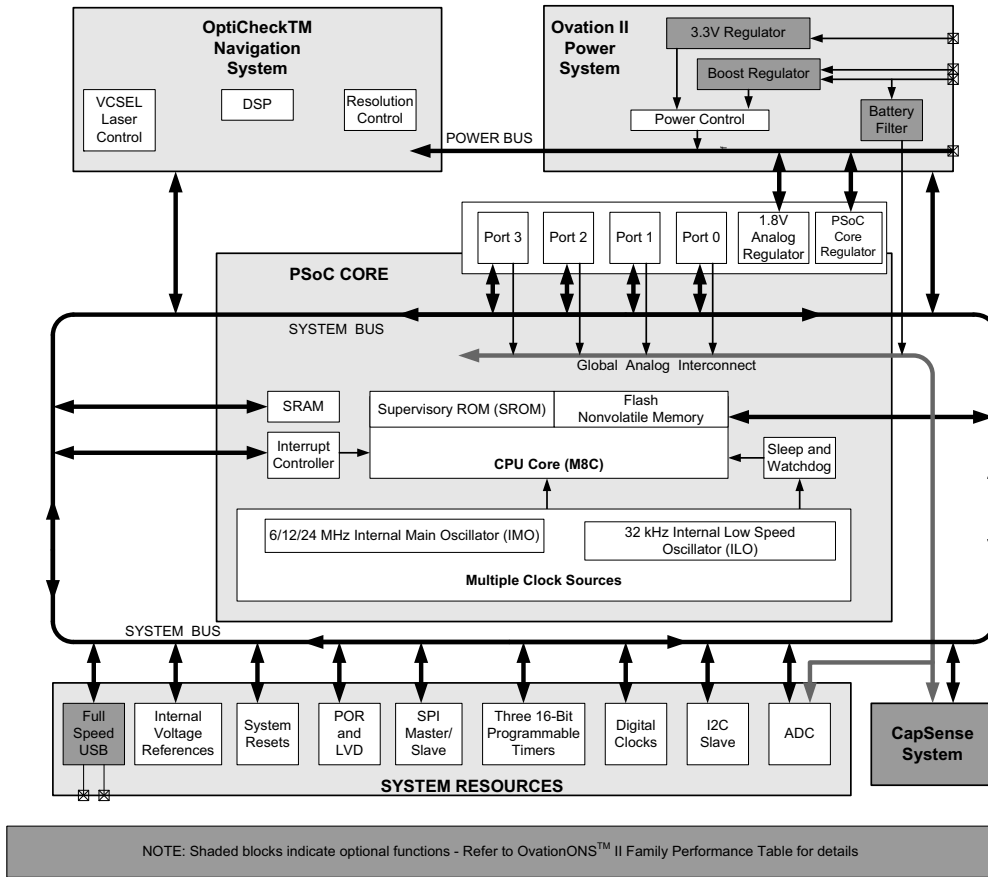 OptiCheckTM
Navigation
System
VCSEL
Laser
Control
DSP
Resolution
Control
Ovation II
Power
System
3.3V Regulator
Boost Regulator
Battery
Filter
Power Control
POWER BUS
Port 3
Port 2
Port 1
Port 0
1.8V
Analog
Regulator
PSoC
Core
Regulator
PSoC CORE
SYSTEM BUS
Global Analog Interconnect
SRAM
Supervisory ROM (SROM)
Flash
Nonvolatile Memory
Interrupt
Controller
CPU Core (M8C)
Sleep and
Watchdog
6/12/24 MHz Internal Main Oscillator (IMO)
32 kHz Internal Low Speed
Oscillator (ILO)
Multiple Clock Sources
SYSTEM BUS
Full
Speed
USB
Internal
Voltage
References
System
Resets
POR
and
LVD
SPI
Master/
Slave
Three 16-Bit
Programmable
Timers
Digital
Clocks
I2C
Slave
ADC
CapSense
System
SYSTEM RESOURCES
NOTE: Shaded blocks indicate optional functions - Refer to OvationONS™ II Family Performance Table for details